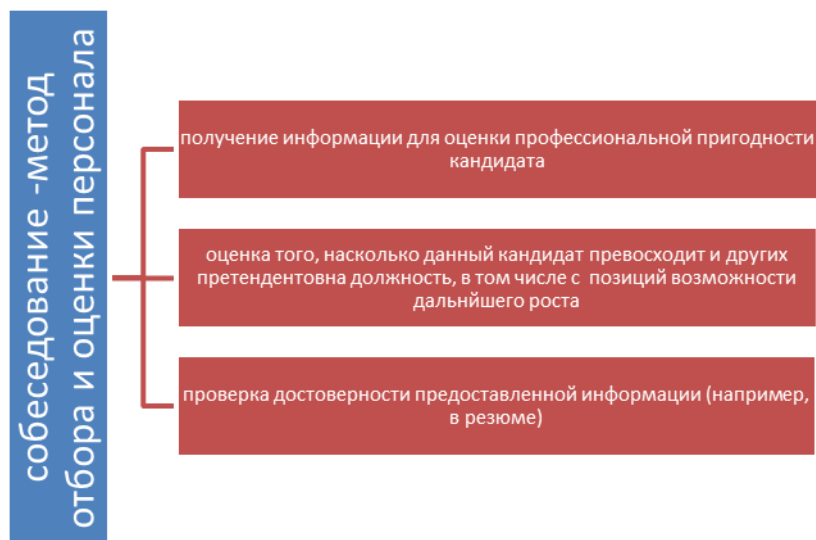 собеседование -метод
отбора и оценки персонала
получение информации для оценки профессиональной пригодности
кандидата
оценка того, насколько данный кандидат превосходит и других
претендентовна должность, в том числе с позиций возможности
дальнйшего роста
проверка достоверности предоставленной информации (например,
в резюме)